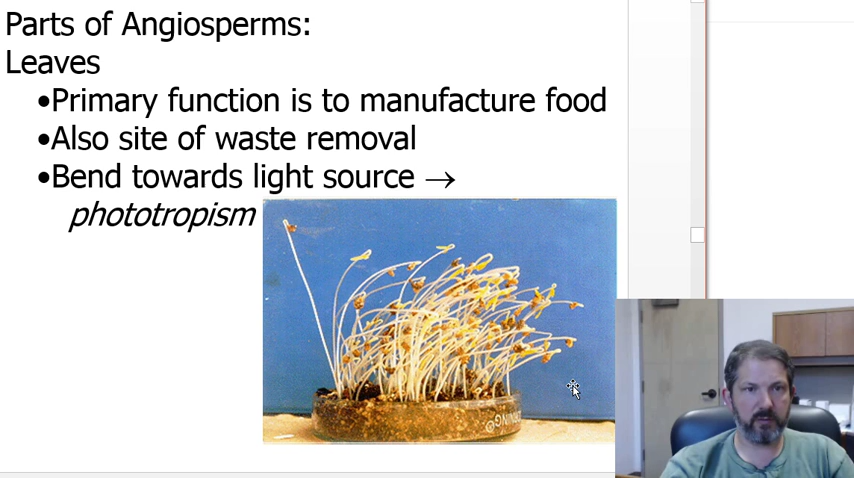 Parts of Angiosperms:
Leaves
•Primary function is to manufacture food
•Also site of waste removal
•Bend towards light source →
phototropism